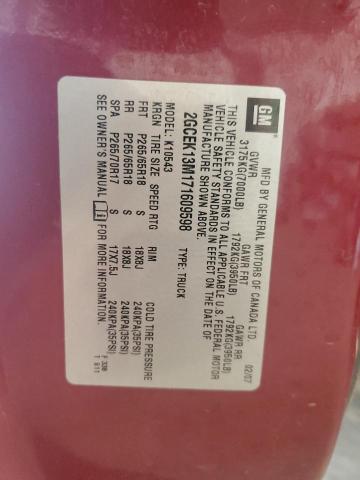 GM
MFD BY GENERAL MOTORS OF CANADA LTD. 02/07
GVWR GAWR FRT GAWR RR
3175KG(7000LB) 1792KG(3950LB) 1792KG(3950LB)
THIS VEHICLE CONFORMS TO ALL APPLICABLE U.S. FEDERAL MOTOR
VEHICLE SAFETY STANDARDS IN EFFECT ON THE DATE OF
MANUFACTURE SHOWN ABOVE.
2GCEK13M171609598 TYPE: TRUCK
MODEL: K10543
KRGN TIRE SIZE SPEED RTG RIM COLD TIRE PRESSURE
FRT P265/65R18 S 18X8J 240KPA(35PSI)
RR P265/65R18 S 18X8J 240KPA(35PSI)
SPA P265/70R17 S 17X7.5J 240KPA(35PSI)
SEE OWNER'S MANUAL i FOR MORE INFORMATION.
F 330
T 811